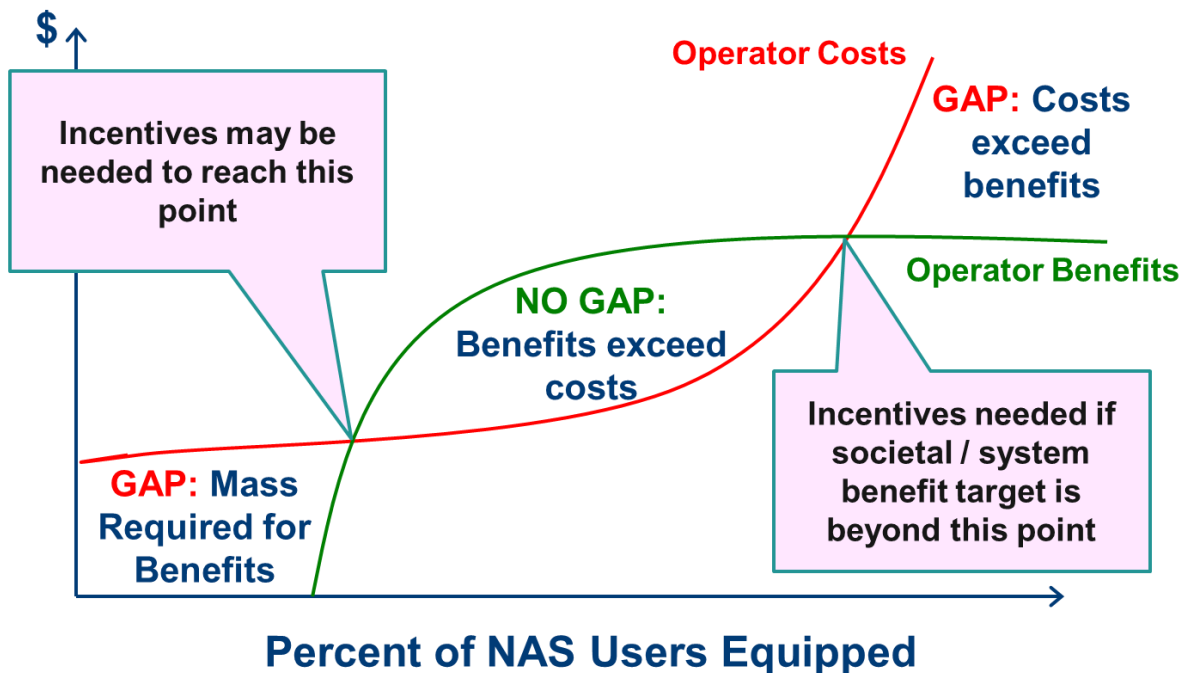 $
Incentives may be
needed to reach this
point
Operator Costs
GAP: Costs
exceed
benefits
Operator Benefits
NO GAP:
Benefits exceed
costs
Incentives needed if
societal / system
benefit target is
beyond this point
GAP: Mass
Required for
Benefits
Percent of NAS Users Equipped